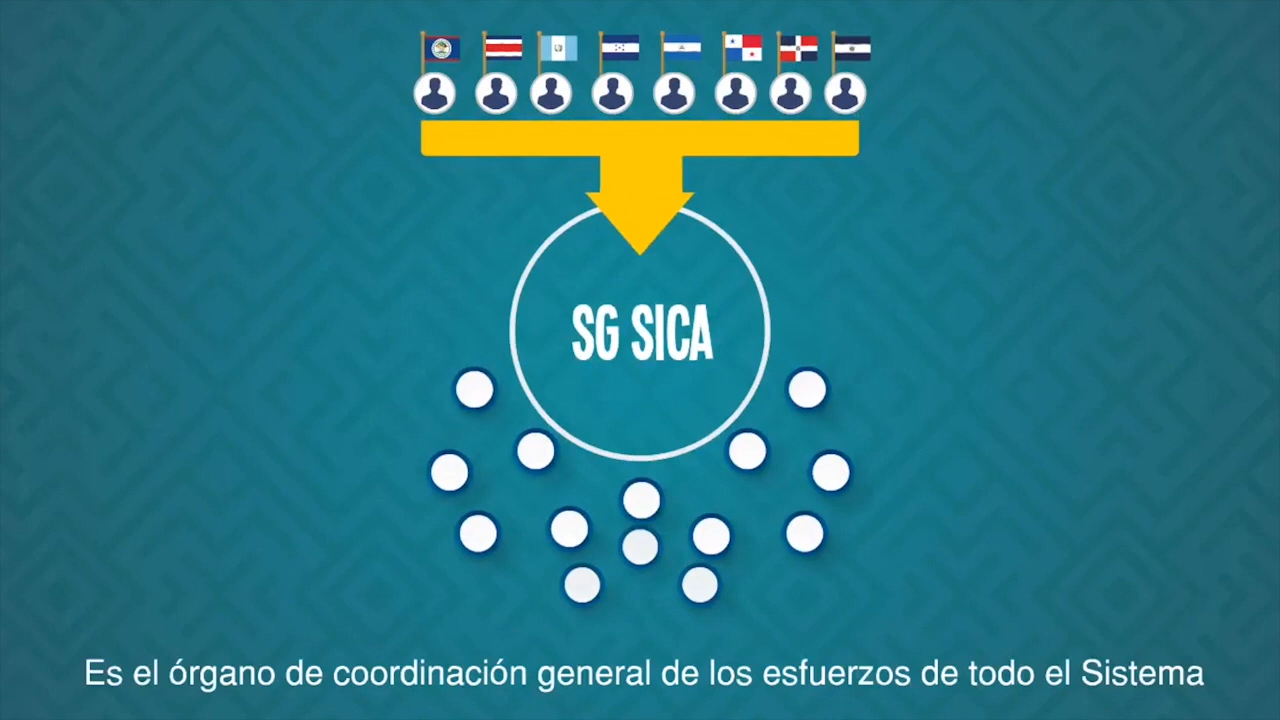 SG SICA
Es el órgano de coordinación general de los esfuerzos de todo el Sistema